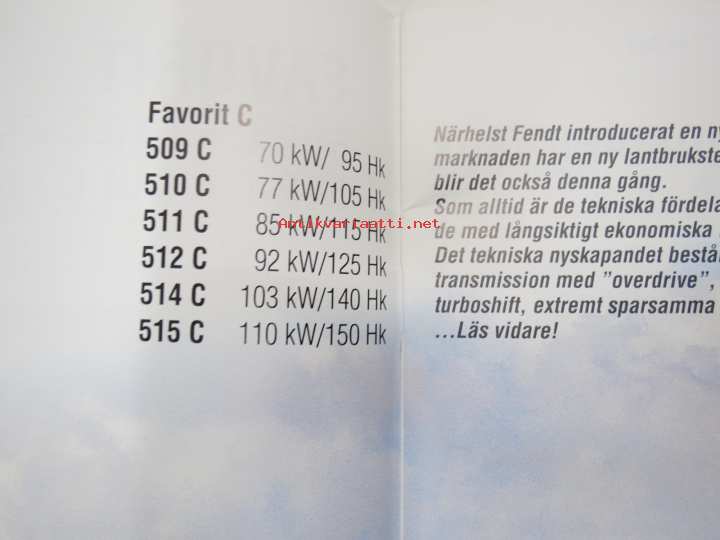 Favorit C
509 C 70 kW/ 95 Hk
510 C 77 kW/105 Hk
511 C 85 kW/115 Hk
512 C 92 kW/125 Hk
514 C 103 kW/140 Hk
515 C 110 kW/150 Hk
Antikvariaatti.net
Närhelst Fendt introducerat en ny
marknaden har en ny lantbrukste
blir det också denna gång.
Som alltid är de tekniska fördela
de med långsiktigt ekonomiska
Det tekniska nyskapandet består
transmission med ”overdrive”,
turboshift, extremt sparsamma
...Läs vidare!